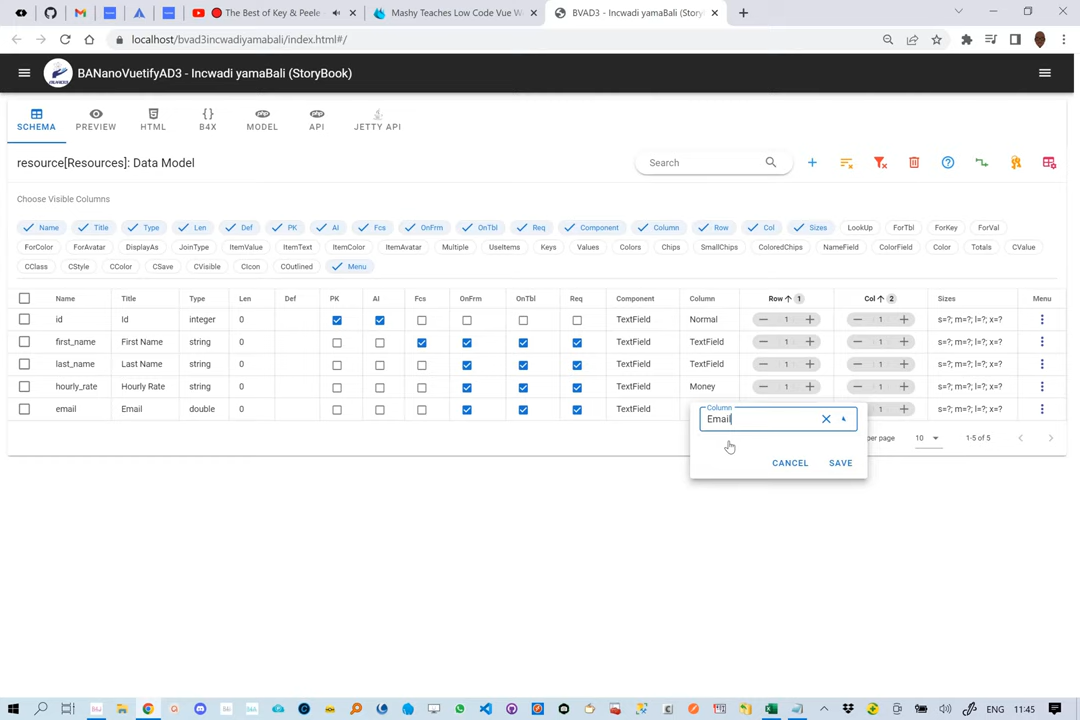 The Best of Key & Peele
Mashy Teaches Low Code Vue W
BVAD3 - Incwadi yamaBali (Story
localhost/bvad3incwadiyamabali/index.html#/
BANanoVuetifyAD3 - Incwadi yamaBali (StoryBook)
SCHEMA PREVIEW HTML B4X MODEL API JETTY API
resource[Resources]: Data Model
Search
Choose Visible Columns
Name Title Type Len Def PK AI Fcs OnFrm OnTbl Req Component Column Row Col Sizes LookUp ForTbl ForKey ForVal
ForColor ForAvatar DisplayAs JoinType ItemValue ItemText ItemColor ItemAvatar Multiple UseItems Keys Values Colors Chips SmallChips ColoredChips NameField ColorField Color Totals CValue
CClass CStyle CColor CSave CVisible CIcon COutlined Menu
Name Title Type Len Def PK AI Fcs OnFrm OnTbl Req Component Column Row 1 Col 2 Sizes Menu
id Id integer 0 TextField Normal 1 1 s=?; m=?; l=?; x=?
first_name First Name string 0 TextField TextField 1 1 s=?; m=?; l=?; x=?
last_name Last Name string 0 TextField TextField 1 1 s=?; m=?; l=?; x=?
hourly_rate Hourly Rate string 0 TextField Money 1 1 s=?; m=?; l=?; x=?
email Email double 0 TextField 1 s=?; m=?; l=?; x=?
Column
Email
per page 10 1-5 of 5
CANCEL SAVE
ENG 11:45